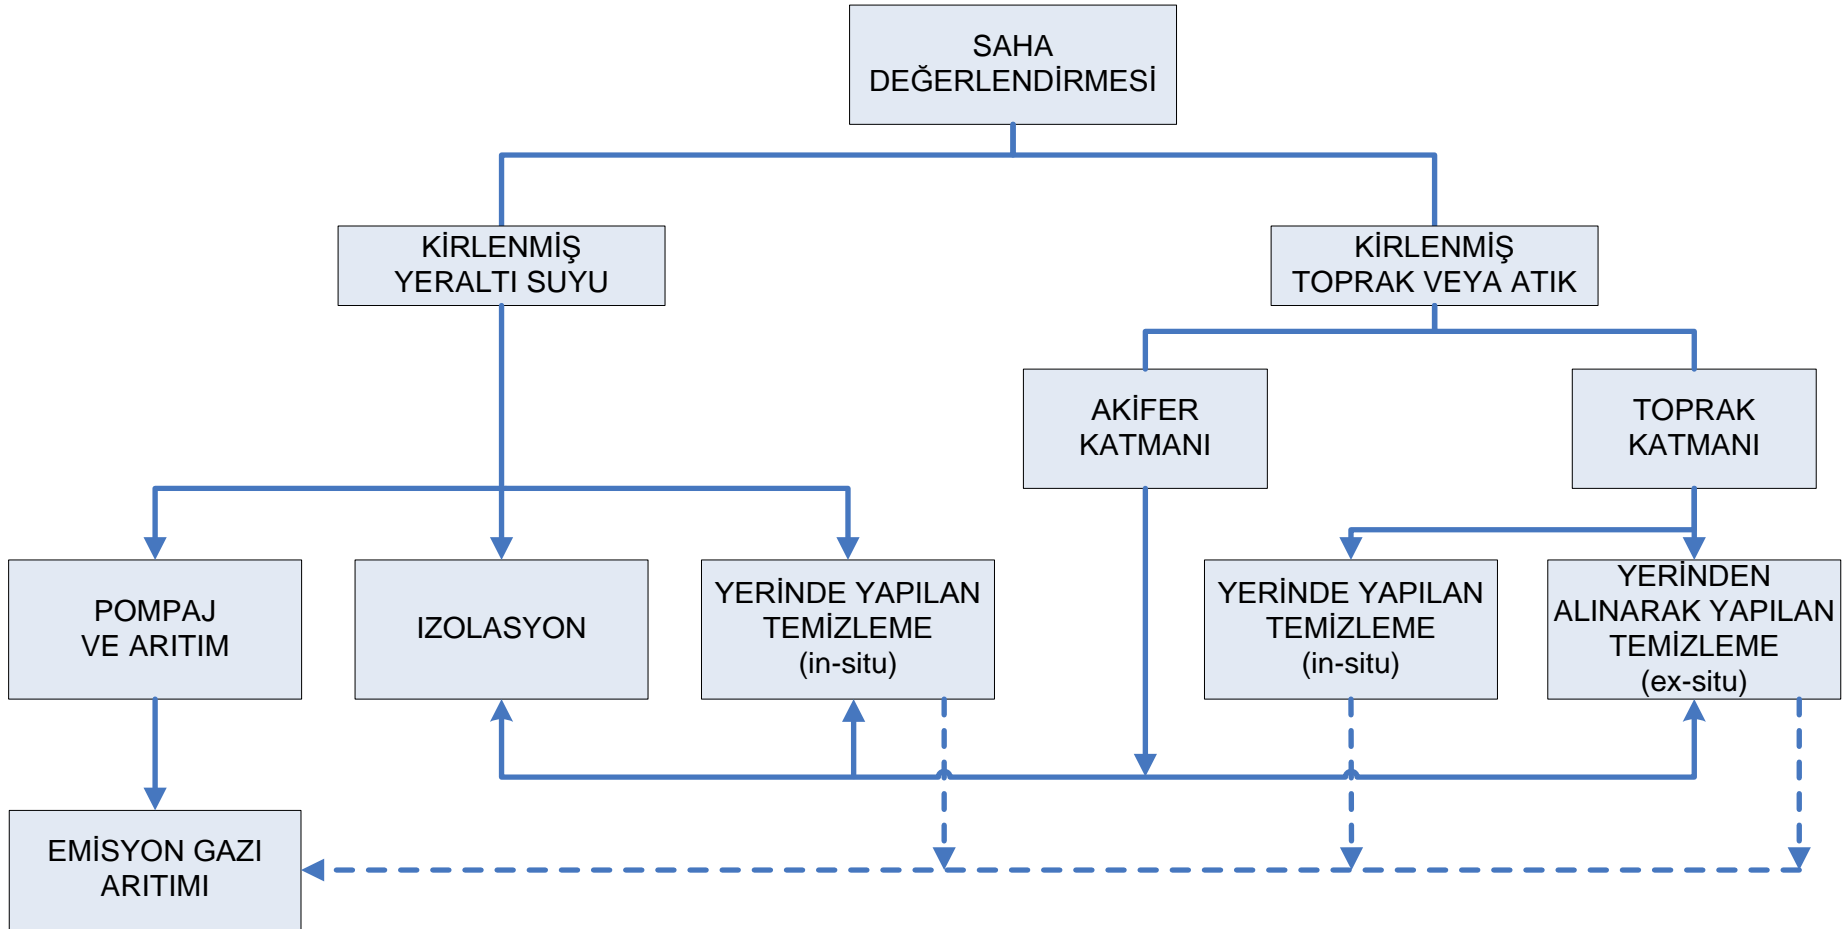 SAHA
DEĞERLENDİRMESİ
KİRLENMİŞ
YERALTI SUYU
KİRLENMİŞ
TOPRAK VEYA ATIK
AKİFER
KATMANI
TOPRAK
KATMANI
POMPAJ
VE ARITIM
IZOLASYON
YERİNDE YAPILAN
TEMİZLEME
(in-situ)
YERİNDE YAPILAN
TEMİZLEME
(in-situ)
YERİNDEN
ALINARAK YAPILAN
TEMİZLEME
(ex-situ)
EMİSYON GAZI
ARITIMI